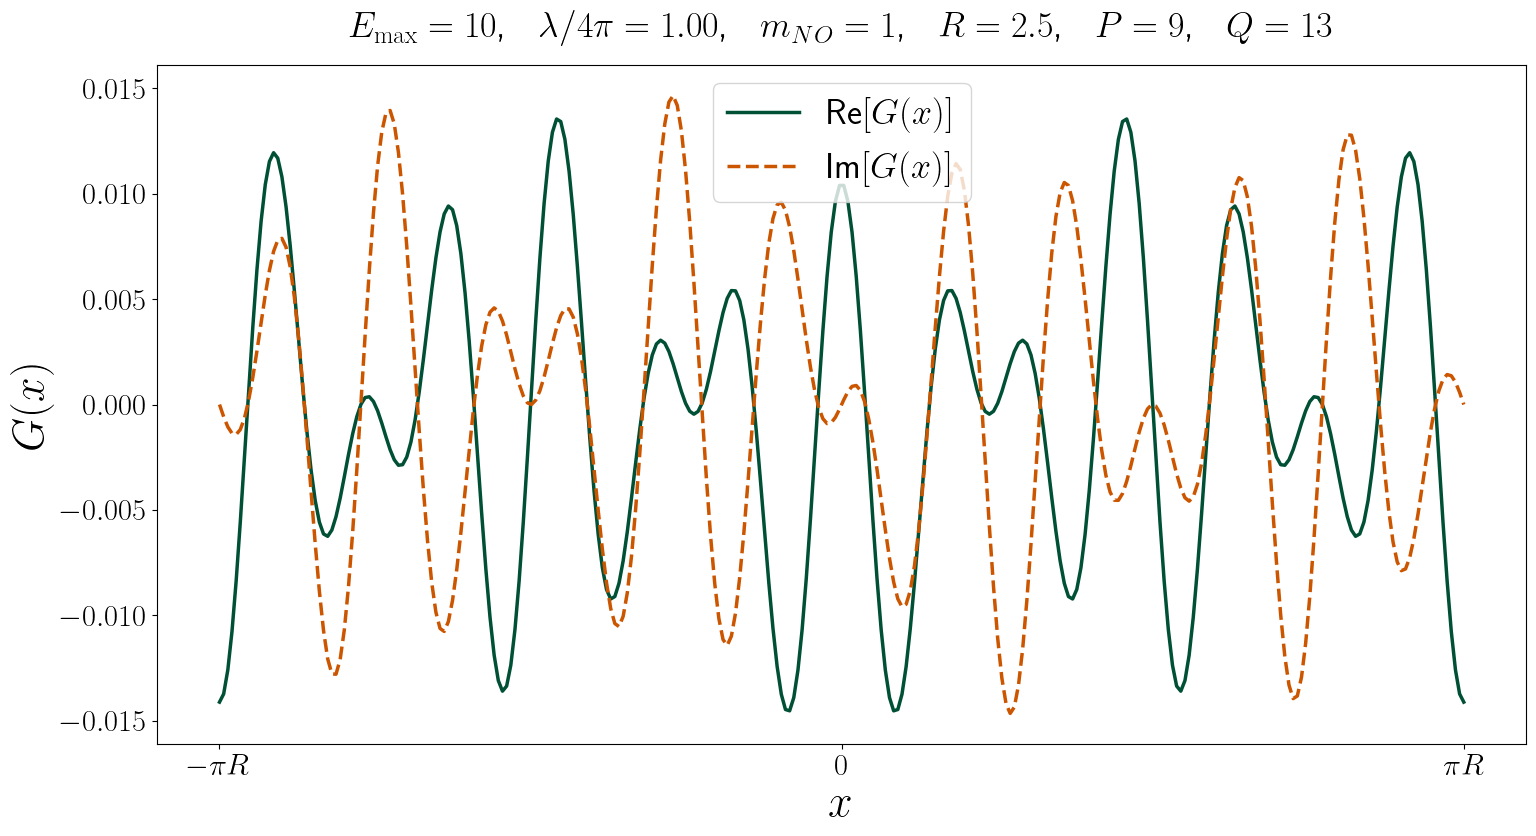 E_max = 10, λ/4π = 1.00, m_NO = 1, R = 2.5, P = 9, Q = 13
Re[G(x)]
Im[G(x)]
0.015
0.010
0.005
0.000
−0.005
−0.010
−0.015
G(x)
−πR 0 πR
x